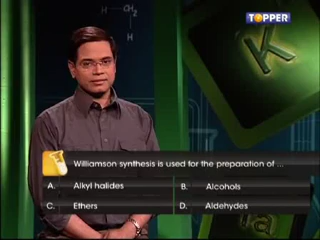 TOPPER
H
C
H
K
Williamson synthesis is used for the preparation of ...
A. Alkyl halides
B. Alcohols
C. Ethers
D. Aldehydes